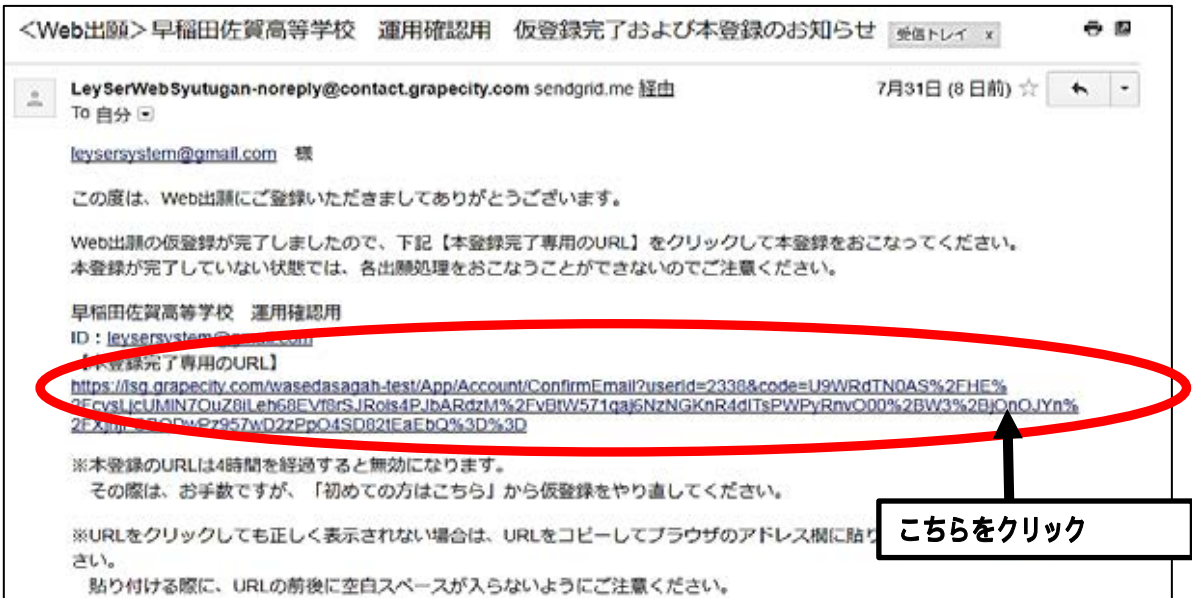 <Web出願>早稲田佐賀高等学校　運用確認用　仮登録完了および本登録のお知らせ 受信トレイ x
LeySerWebSyutugan-noreply@contact.grapecity.com sendgrid.me 経由
7月31日 (8 日前)
To 自分
leysersystem@gmail.com　様
この度は、Web出願にご登録いただきましてありがとうございます。
Web出願の仮登録が完了しましたので、下記【本登録完了専用のURL】をクリックして本登録をおこなってください。
本登録が完了していない状態では、各出願処理をおこなうことができないのでご注意ください。
早稲田佐賀高等学校　運用確認用
ID：leysersystem@gmail.com
【本登録完了専用のURL】
https://lsg.grapecity.com/wasedasagah-test/App/Account/ConfirmEmail?userId=2338&code=U9WRdTN0AS%2FHE%
※本登録のURLは4時間を経過すると無効になります。
その際は、お手数ですが、「初めての方はこちら」から仮登録をやり直してください。
こちらをクリック
※URLをクリックしても正しく表示されない場合は、URLをコピーしてブラウザのアドレス欄に貼り
さい。
貼り付ける際に、URLの前後に空白スペースが入らないようにご注意ください。